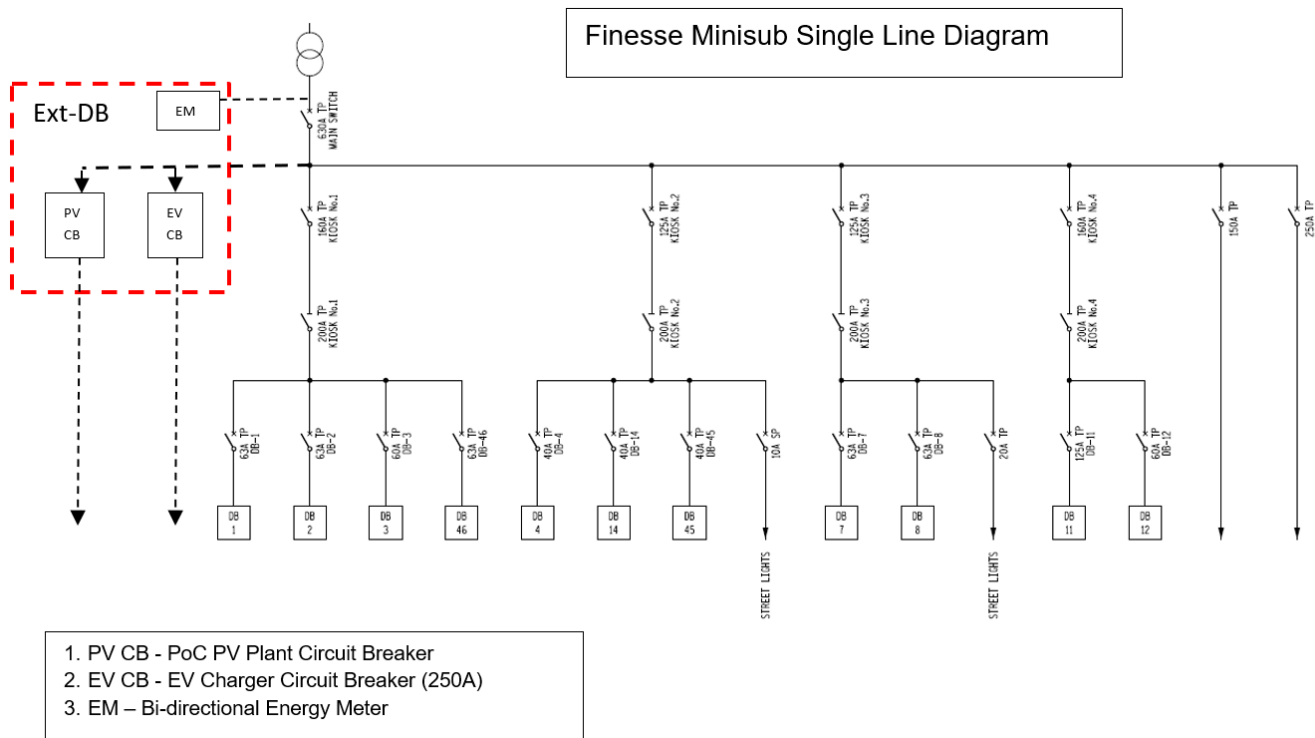 Finesse Minisub Single Line Diagram
Ext-DB
EM
630A TP
MAIN SWITCH
PV
CB
EV
CB
160A TP
KIOSK No.1
125A TP
KIOSK No.2
125A TP
KIOSK No.3
160A TP
KIOSK No.4
150A TP
250A TP
200A TP
KIOSK No.1
200A TP
KIOSK No.2
200A TP
KIOSK No.3
200A TP
KIOSK No.4
63A TP
DB-1
63A TP
DB-2
60A TP
DB-3
63A TP
DB-46
40A TP
DB-4
40A TP
DB-14
40A TP
DB-45
10A SP
63A TP
DB-7
63A TP
DB-8
20A TP
125A TP
DB-11
60A TP
DB-12
DB
1
DB
2
DB
3
DB
46
DB
4
DB
14
DB
45
DB
7
DB
8
DB
11
DB
12
STREET LIGHTS
STREET LIGHTS
1. PV CB - PoC PV Plant Circuit Breaker
2. EV CB - EV Charger Circuit Breaker (250A)
3. EM – Bi-directional Energy Meter